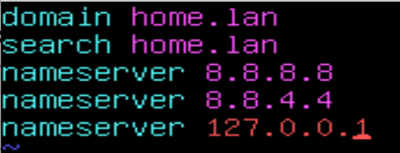 domain home.lan
search home.lan
nameserver 8.8.8.8
nameserver 8.8.4.4
nameserver 127.0.0.1
~